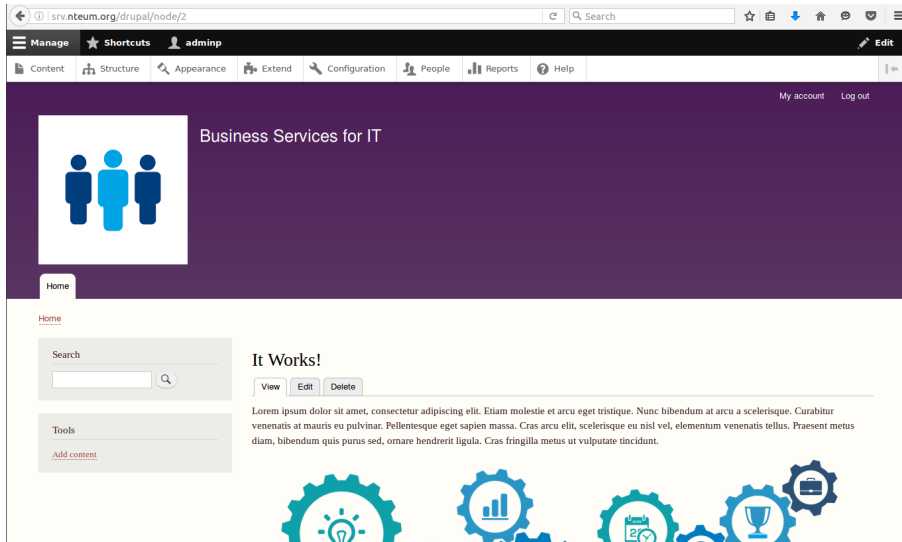 srv.nteum.org/drupal/node/2
Search
Manage Shortcuts adminp Edit
Content Structure Appearance Extend Configuration People Reports Help
My account Log out
Business Services for IT
Home
Home
Search
It Works!
View Edit Delete
Lorem ipsum dolor sit amet, consectetur adipiscing elit. Etiam molestie et arcu eget tristique. Nunc bibendum at arcu a scelerisque. Curabitur
venenatis at mauris eu pulvinar. Pellentesque eget sapien massa. Cras arcu elit, scelerisque eu nisl vel, elementum venenatis tellus. Praesent metus
diam, bibendum quis purus sed, ornare hendrerit ligula. Cras fringilla metus ut vulputate tincidunt.
Tools
Add content